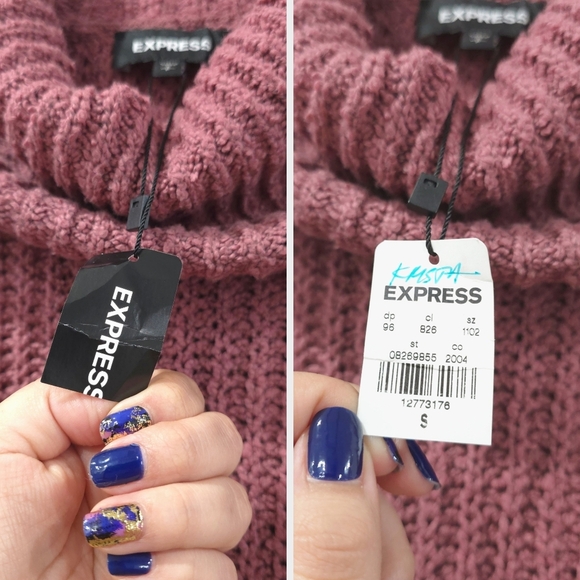 EXPRESS
EXPRESS
EXPRESS
EXPRESS
dp cl sz
96 826 1102
st co
08269855 2004
12773176
S